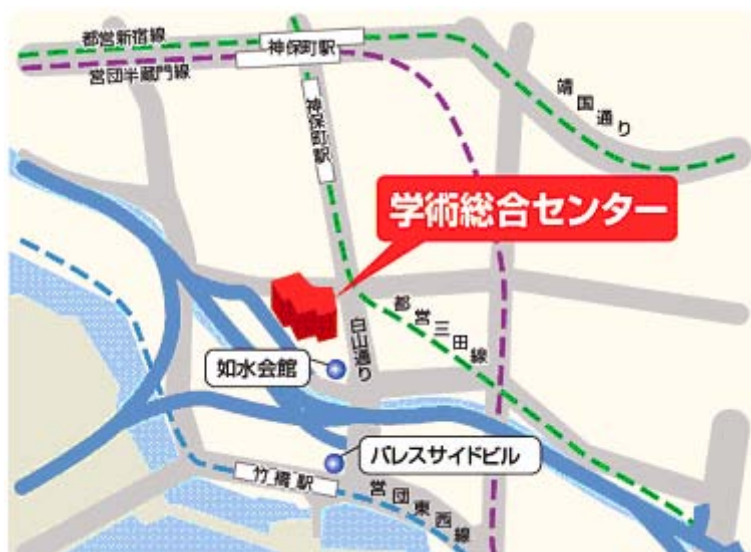 都営新宿線
神保町駅
営団半蔵門線
神保町駅
靖国通り
学術総合センター
都営三田線
白山通り
如水会館
パレスサイドビル
竹橋駅
営団東西線